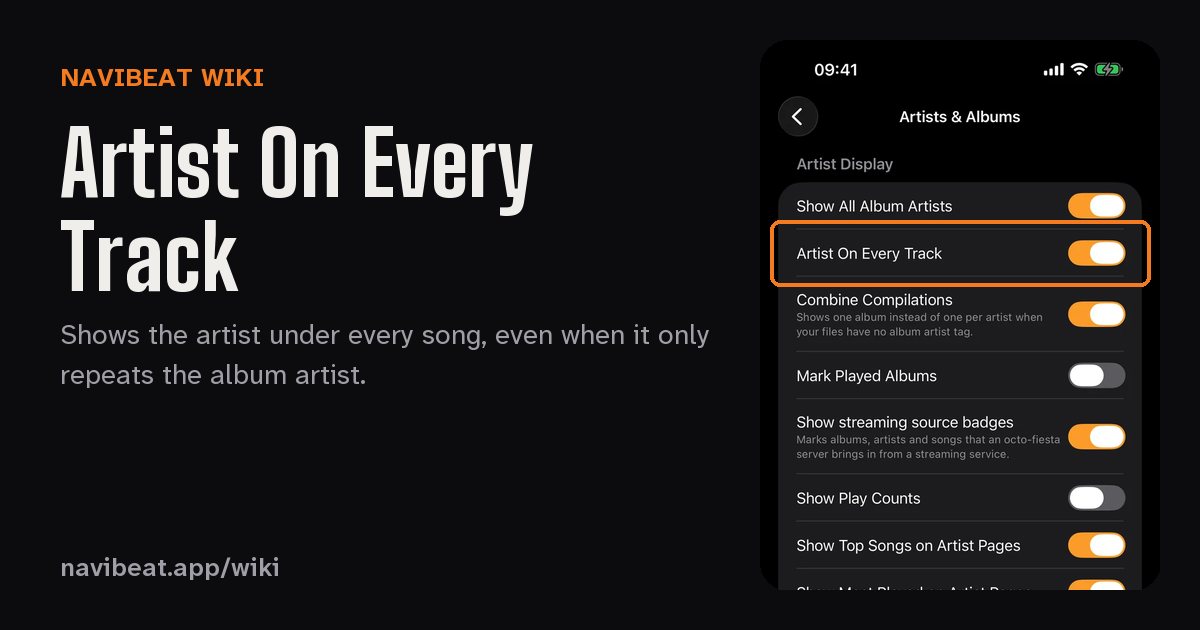 NAVIBEAT WIKI
Artist On Every
Track
Shows the artist under every song, even when it only
repeats the album artist.
navibeat.app/wiki
09:41
Artists & Albums
Artist Display
Show All Album Artists
Artist On Every Track
Combine Compilations
Shows one album instead of one per artist when
your files have no album artist tag.
Mark Played Albums
Show streaming source badges
Marks albums, artists and songs that an octo-fiesta
server brings in from a streaming service.
Show Play Counts
Show Top Songs on Artist Pages